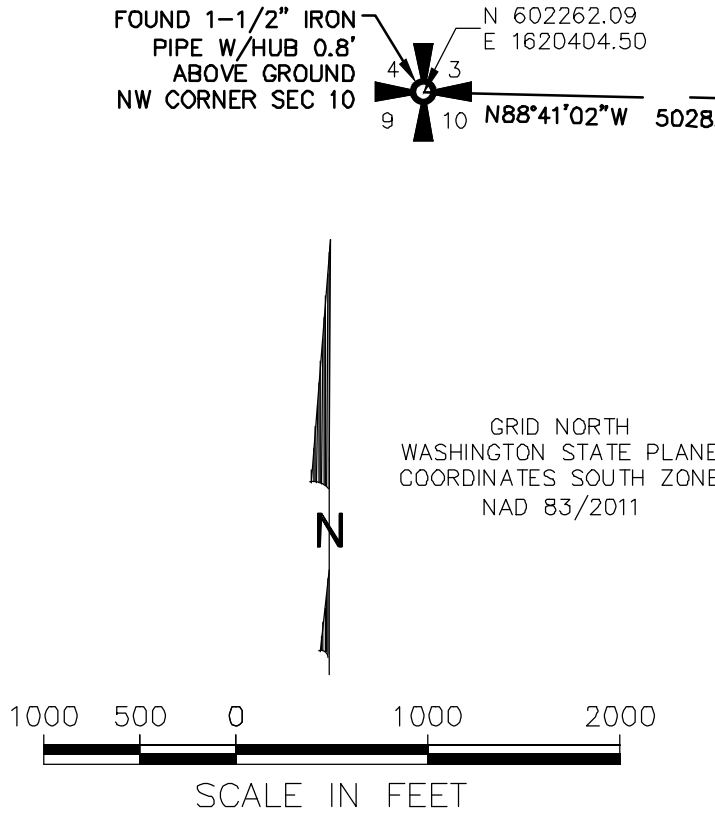 FOUND 1-1/2" IRON
PIPE W/HUB 0.8'
ABOVE GROUND
NW CORNER SEC 10
N 602262.09
E 1620404.50
4 3
9 10
N88°41'02"W 5028
GRID NORTH
WASHINGTON STATE PLANE
COORDINATES SOUTH ZONE
NAD 83/2011
N
1000 500 0 1000 2000
SCALE IN FEET